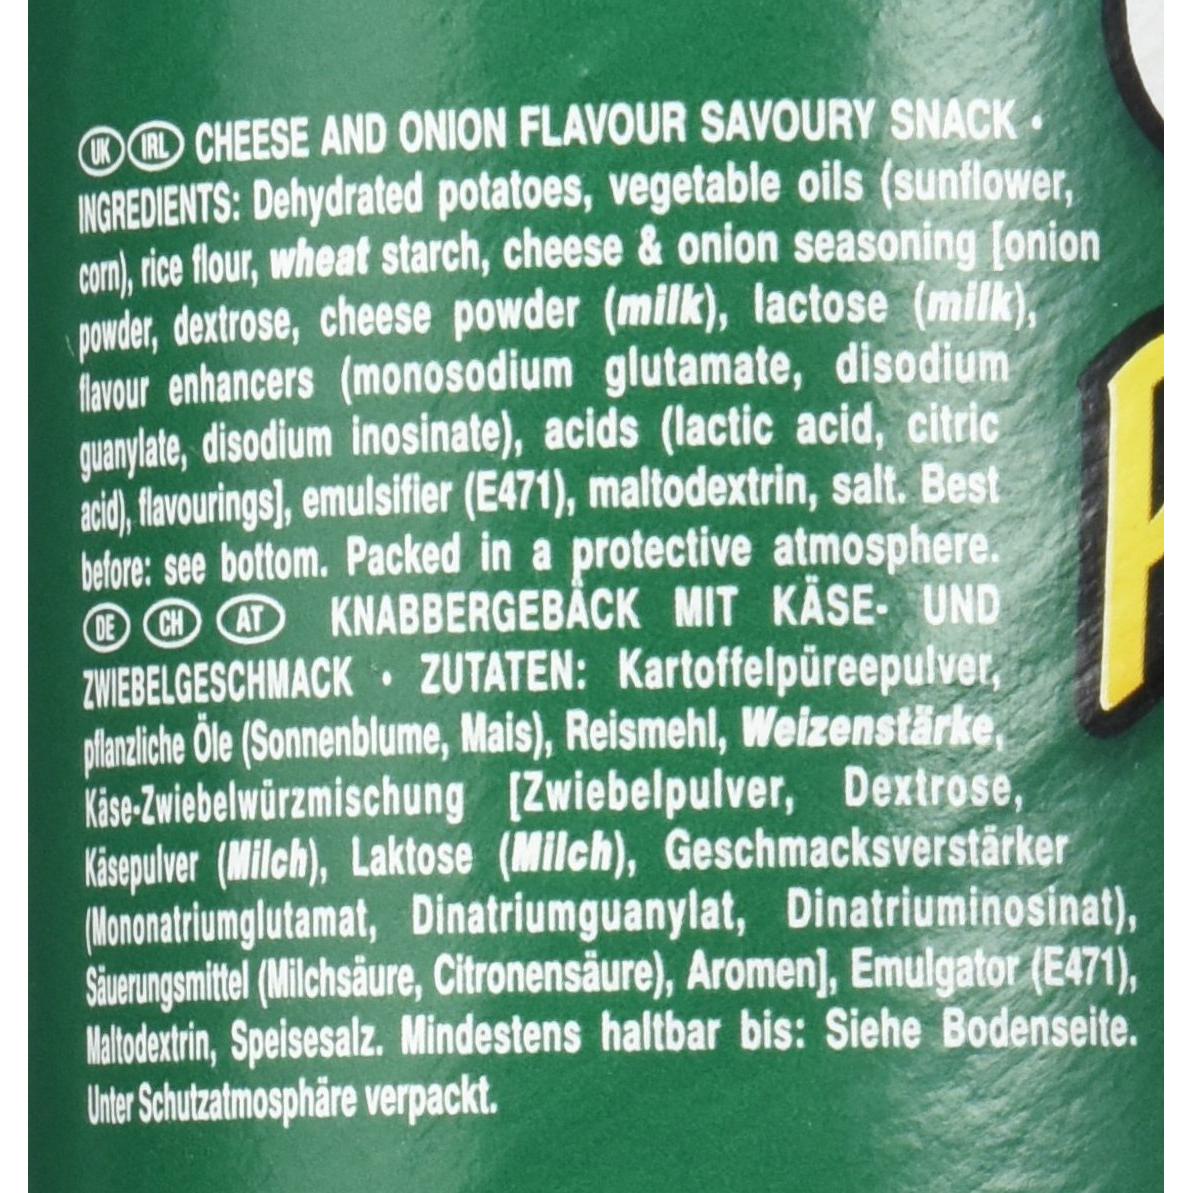 UK IRL CHEESE AND ONION FLAVOUR SAVOURY SNACK •
INGREDIENTS: Dehydrated potatoes, vegetable oils (sunflower,
corn), rice flour, wheat starch, cheese & onion seasoning [onion
powder, dextrose, cheese powder (milk), lactose (milk),
flavour enhancers (monosodium glutamate, disodium
guanylate, disodium inosinate), acids (lactic acid, citric
acid), flavourings], emulsifier (E471), maltodextrin, salt. Best
before: see bottom. Packed in a protective atmosphere.
DE CH AT KNABBERGEBÄCK MIT KÄSE- UND
ZWIEBELGESCHMACK • ZUTATEN: Kartoffelpüreepulver,
pflanzliche Öle (Sonnenblume, Mais), Reismehl, Weizenstärke,
Käse-Zwiebelwürzmischung [Zwiebelpulver, Dextrose,
Käsepulver (Milch), Laktose (Milch), Geschmacksverstärker
(Mononatriumglutamat, Dinatriumguanylat, Dinatriuminosinat),
Säuerungsmittel (Milchsäure, Citronensäure), Aromen], Emulgator (E471),
Maltodextrin, Speisesalz. Mindestens haltbar bis: Siehe Bodenseite.
Unter Schutzatmosphäre verpackt.